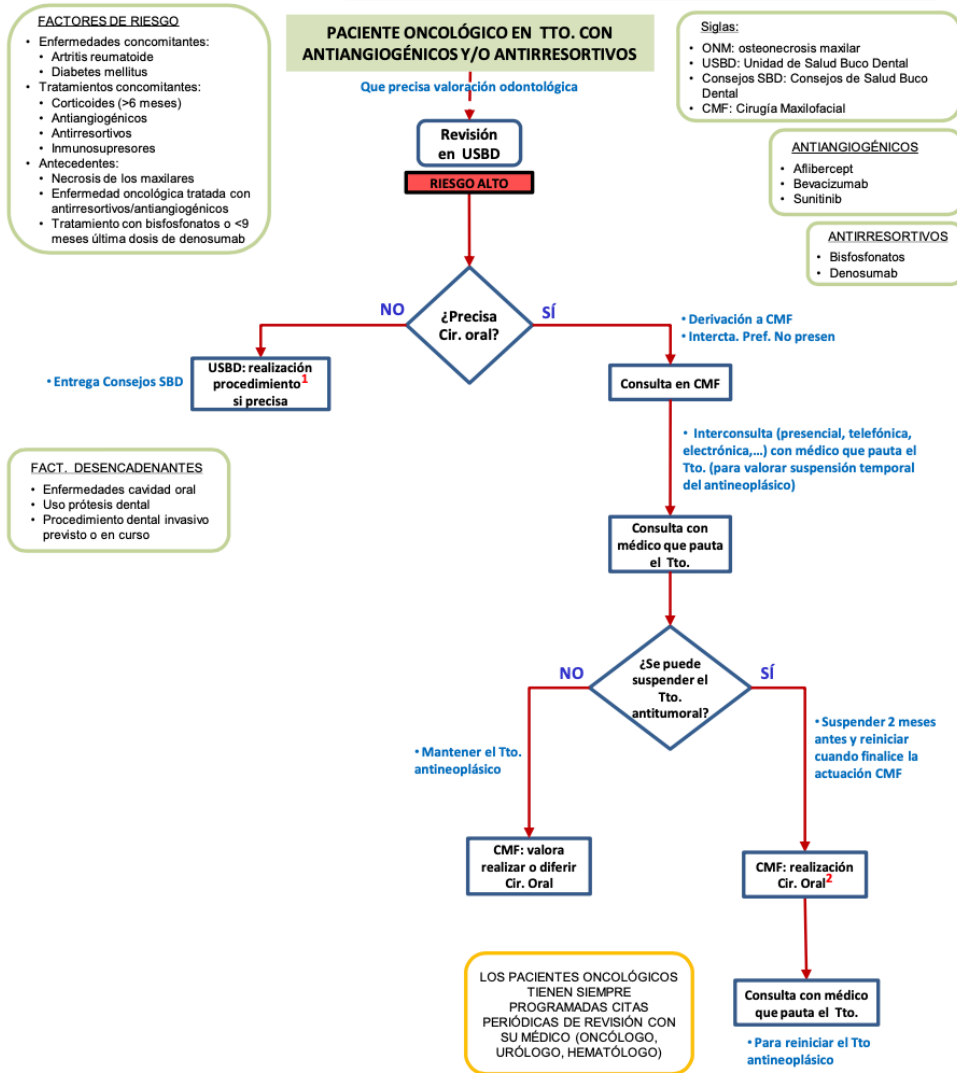 FACTORES DE RIESGO
• Enfermedades concomitantes:
• Artritis reumatoide
• Diabetes mellitus
• Tratamientos concomitantes:
• Corticoides (>6 meses)
• Antiangiogénicos
• Antirresortivos
• Inmunosupresores
• Antecedentes:
• Necrosis de los maxilares
• Enfermedad oncológica tratada con
antirresortivos/antiangiogénicos
• Tratamiento con bisfosfonatos o <9
meses última dosis de denosumab
PACIENTE ONCOLÓGICO EN TTO. CON
ANTIANGIOGÉNICOS Y/O ANTIRRESORTIVOS
Siglas:
• ONM: osteonecrosis maxilar
• USBD: Unidad de Salud Buco Dental
• Consejos SBD: Consejos de Salud Buco
Dental
• CMF: Cirugía Maxilofacial
Que precisa valoración odontológica
Revisión
en USBD
RIESGO ALTO
ANTIANGIOGÉNICOS
• Aflibercept
• Bevacizumab
• Sunitinib
ANTIRRESORTIVOS
• Bisfosfonatos
• Denosumab
¿Precisa
Cir. oral?
NO
SÍ
• Derivación a CMF
• Intercta. Pref. No presen
• Entrega Consejos SBD
USBD: realización
procedimiento1
si precisa
Consulta en CMF
• Interconsulta (presencial, telefónica,
electrónica,...) con médico que pauta el
Tto. (para valorar suspensión temporal
del antineoplásico)
FACT. DESENCADENANTES
• Enfermedades cavidad oral
• Uso prótesis dental
• Procedimiento dental invasivo
previsto o en curso
Consulta con
médico que pauta
el Tto.
¿Se puede
suspender el
Tto.
antitumoral?
NO
SÍ
• Mantener el Tto.
antineoplásico
• Suspender 2 meses
antes y reiniciar
cuando finalice la
actuación CMF
CMF: valora
realizar o diferir
Cir. Oral
CMF: realización
Cir. Oral2
LOS PACIENTES ONCOLÓGICOS
TIENEN SIEMPRE
PROGRAMADAS CITAS
PERIÓDICAS DE REVISIÓN CON
SU MÉDICO (ONCÓLOGO,
URÓLOGO, HEMATÓLOGO)
Consulta con médico
que pauta el Tto.
• Para reiniciar el Tto
antineoplásico